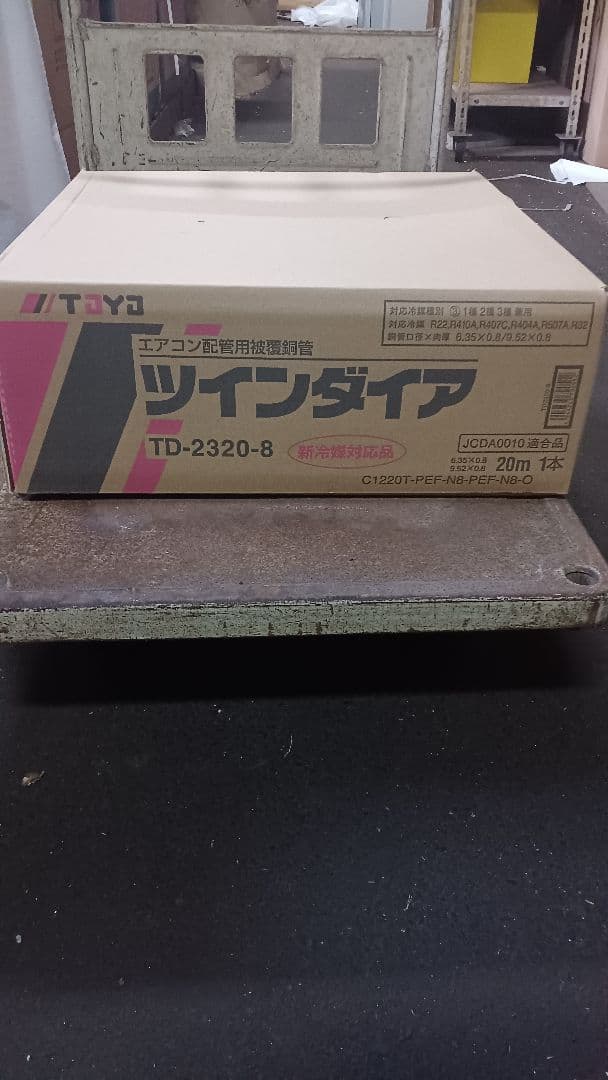 TOYO
対応冷媒種別 ③ 1種 2種 3種 兼用
対応冷媒 R22,R410A,R407C,R404A,R507A,R32
銅管口径×肉厚 6.35×0.8/9.52×0.8
エアコン配管用被覆銅管
ツインダイア
TD-2320-8
新冷媒対応品
JCDA0010 適合品
6.35×0.8
9.52×0.8
20m 1本
C1220T-PEF-N8-PEF-N8-O